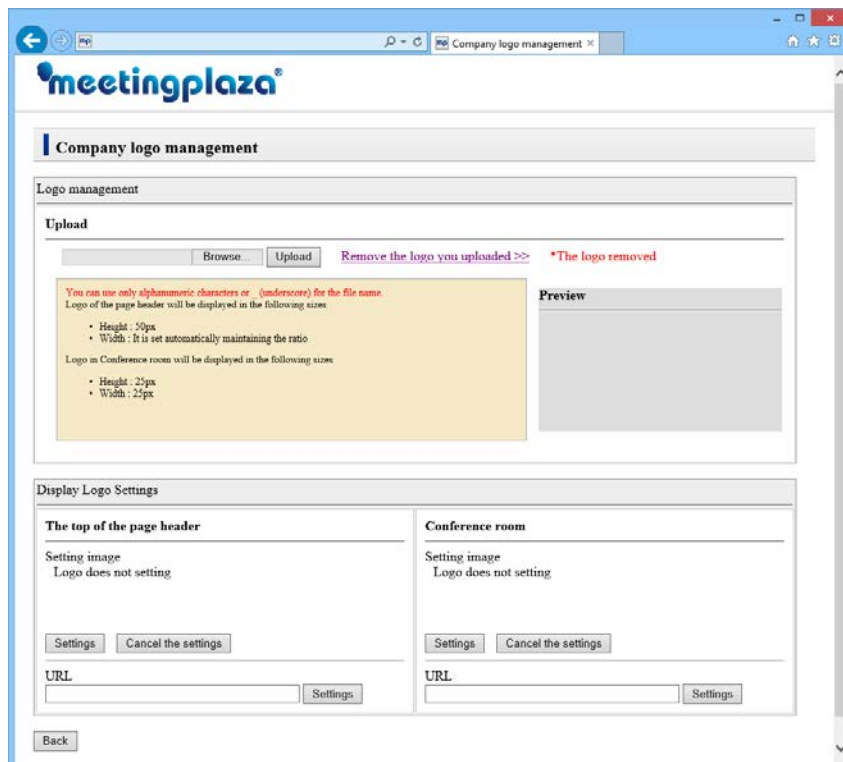 mp
mp Company logo management ×
meetingplaza®
Company logo management
Logo management
Upload
Browse... Upload Remove the logo you uploaded >> *The logo removed
You can use only alphanumeric characters or _ (underscore) for the file name.
Logo of the page header will be displayed in the following sizes
• Height : 50px
• Width : It is set automatically maintaining the ratio
Logo in Conference room will be displayed in the following sizes
• Height : 25px
• Width : 25px
Preview
Display Logo Settings
The top of the page header
Setting image
Logo does not setting
Settings Cancel the settings
URL
Settings
Conference room
Setting image
Logo does not setting
Settings Cancel the settings
URL
Settings
Back